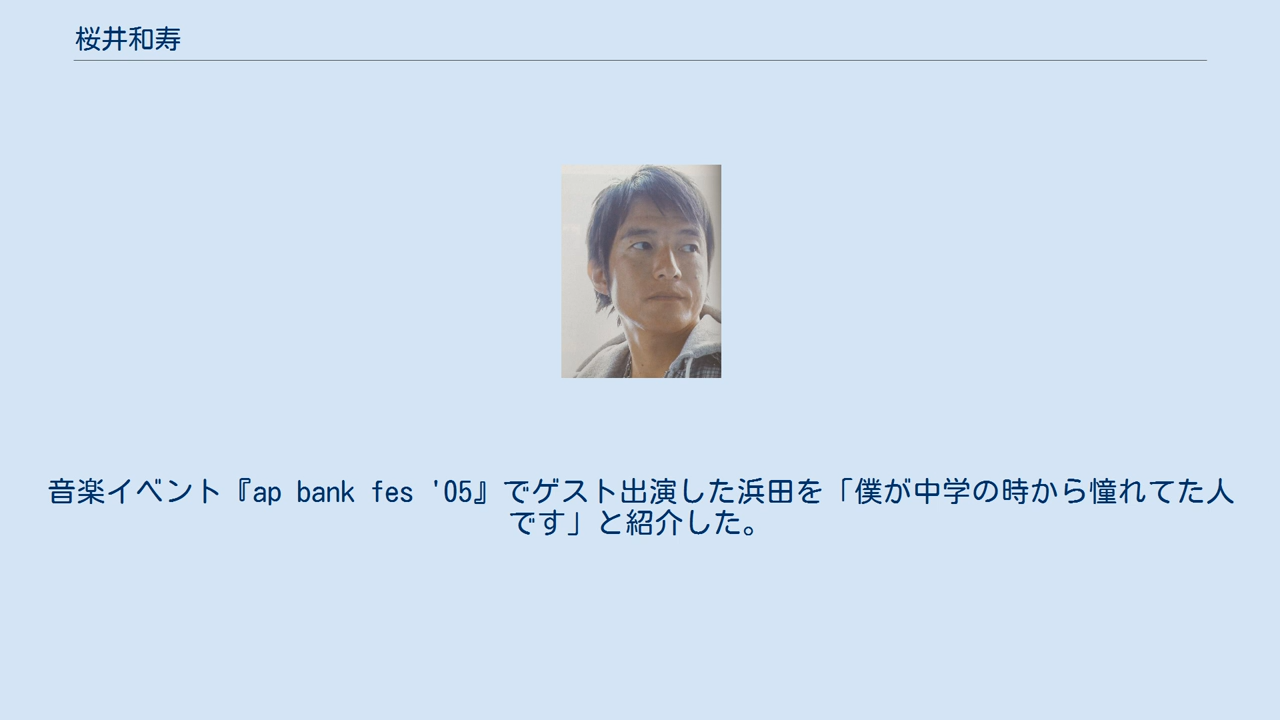 桜井和寿
音楽イベント『ap bank fes '05』でゲスト出演した浜田を「僕が中学の時から憧れてた人
です」と紹介した。